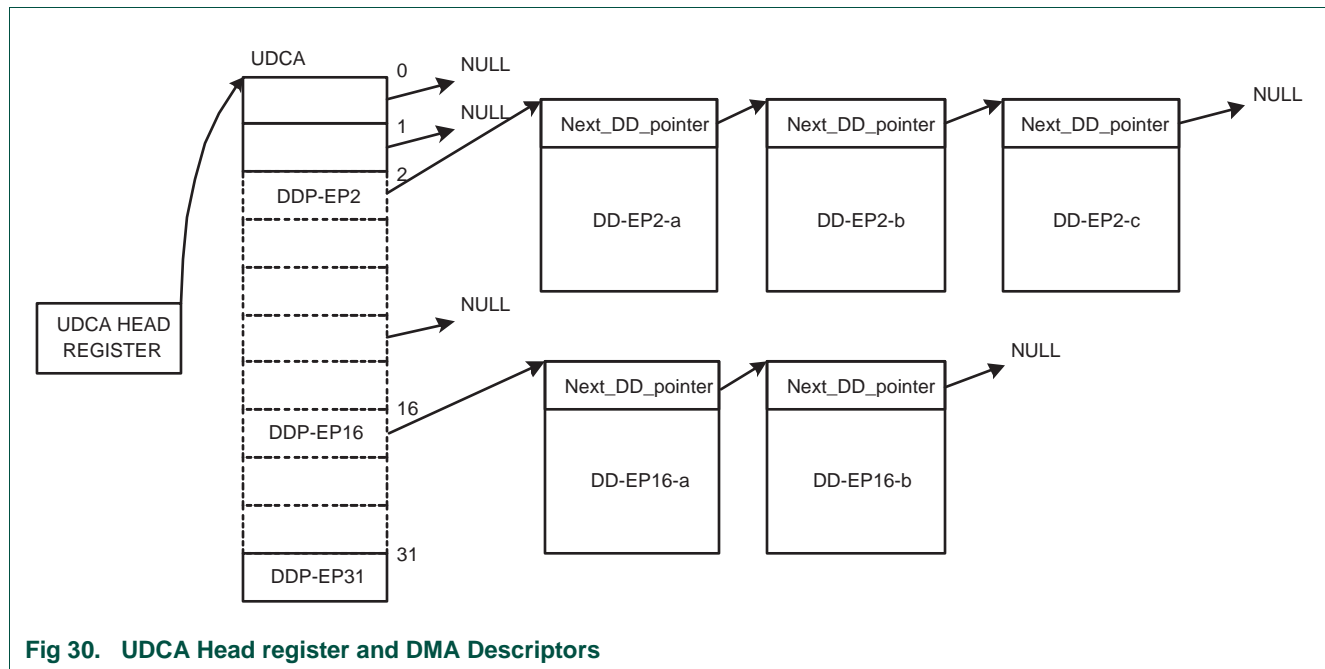 UDCA
0
NULL
NULL
1
2
DDP-EP2
Next_DD_pointer
DD-EP2-a
Next_DD_pointer
DD-EP2-b
Next_DD_pointer
DD-EP2-c
NULL
UDCA HEAD
REGISTER
NULL
16
DDP-EP16
Next_DD_pointer
DD-EP16-a
Next_DD_pointer
DD-EP16-b
NULL
31
DDP-EP31
Fig 30. UDCA Head register and DMA Descriptors